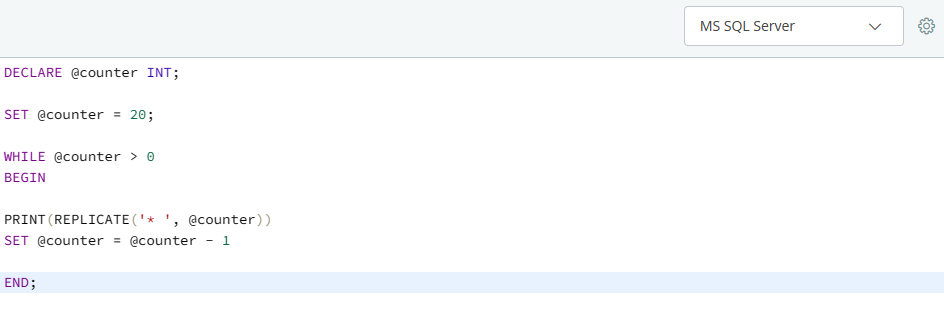 MS SQL Server
DECLARE @counter INT;
SET @counter = 20;
WHILE @counter > 0
BEGIN
PRINT(REPLICATE('* ', @counter))
SET @counter = @counter - 1
END;